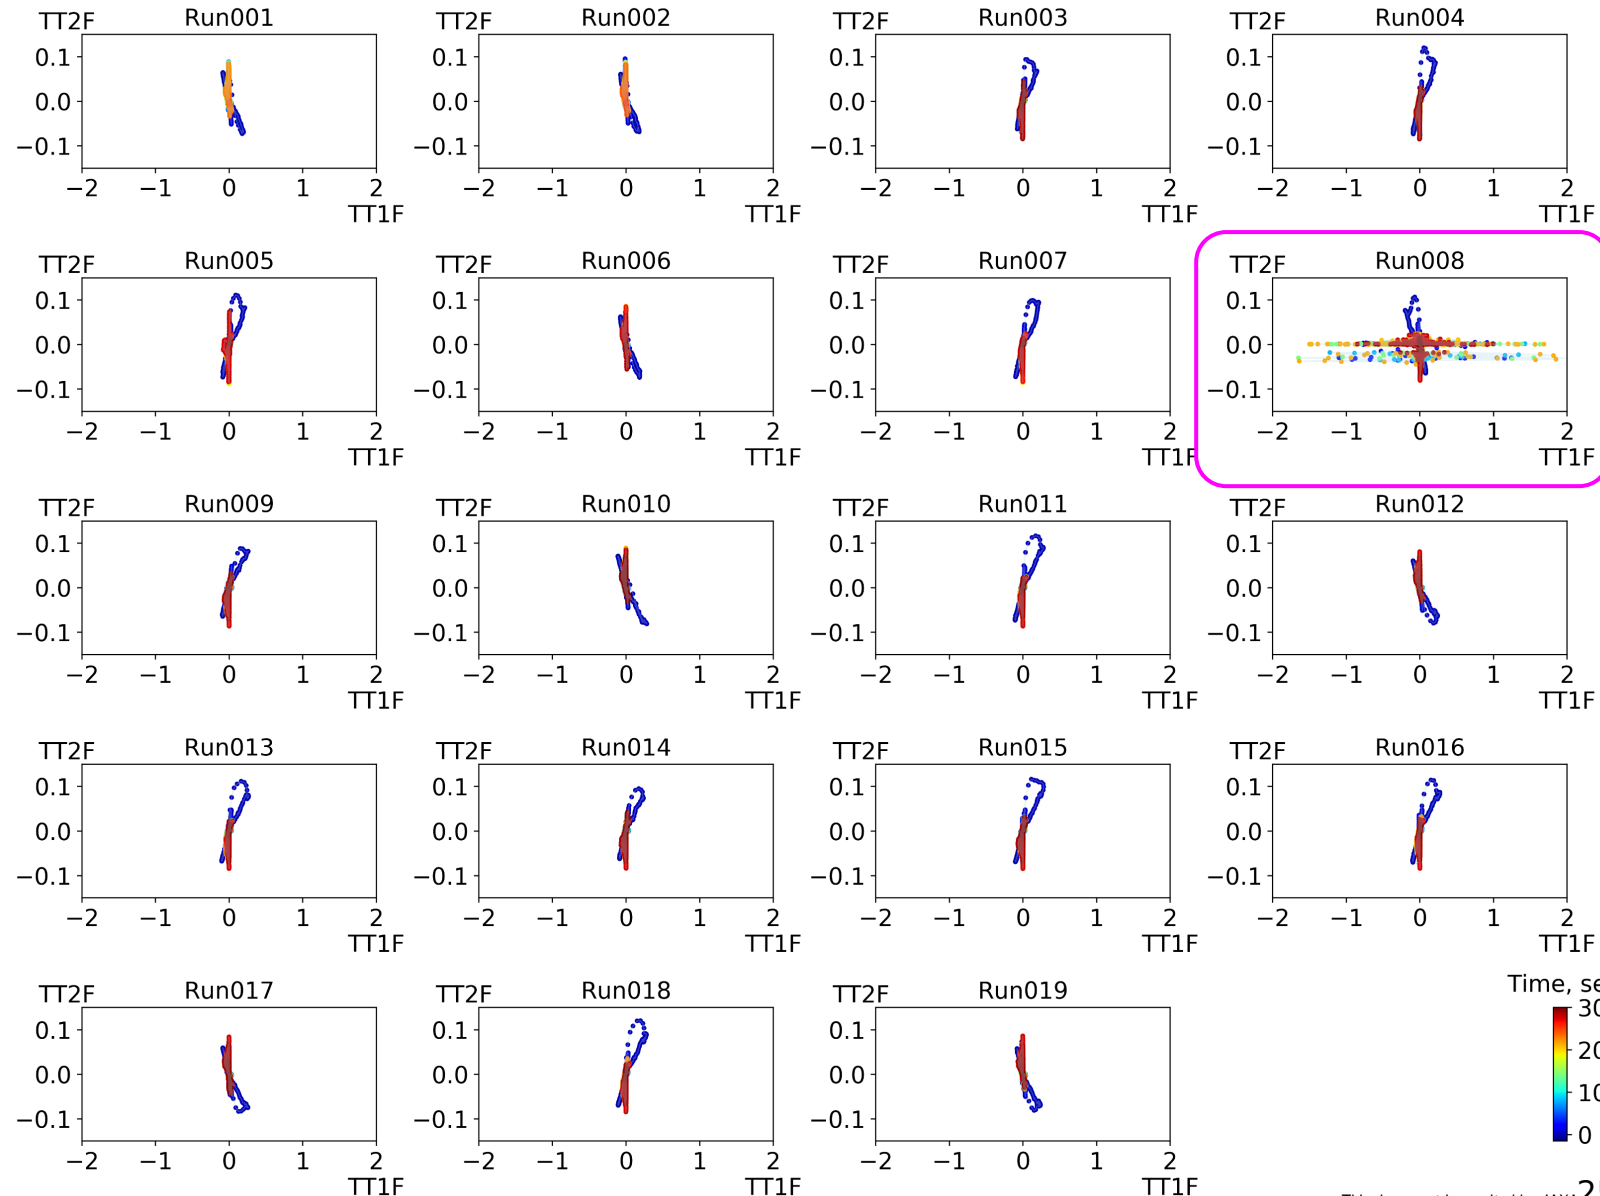 TT2F Run001 TT2F Run002 TT2F Run003 TT2F Run004
0.1 0.1 0.1 0.1
0.0 0.0 0.0 0.0
−0.1 −0.1 −0.1 −0.1
−2 −1 0 1 2 −2 −1 0 1 2 −2 −1 0 1 2 −2 −1 0 1 2
TT1F TT1F TT1F TT1F
TT2F Run005 TT2F Run006 TT2F Run007 TT2F Run008
0.1 0.1 0.1 0.1
0.0 0.0 0.0 0.0
−0.1 −0.1 −0.1 −0.1
−2 −1 0 1 2 −2 −1 0 1 2 −2 −1 0 1 2 −2 −1 0 1 2
TT1F TT1F TT1F TT1F
TT2F Run009 TT2F Run010 TT2F Run011 TT2F Run012
0.1 0.1 0.1 0.1
0.0 0.0 0.0 0.0
−0.1 −0.1 −0.1 −0.1
−2 −1 0 1 2 −2 −1 0 1 2 −2 −1 0 1 2 −2 −1 0 1 2
TT1F TT1F TT1F TT1F
TT2F Run013 TT2F Run014 TT2F Run015 TT2F Run016
0.1 0.1 0.1 0.1
0.0 0.0 0.0 0.0
−0.1 −0.1 −0.1 −0.1
−2 −1 0 1 2 −2 −1 0 1 2 −2 −1 0 1 2 −2 −1 0 1 2
TT1F TT1F TT1F TT1F
TT2F Run017 TT2F Run018 TT2F Run019
0.1 0.1 0.1
0.0 0.0 0.0
−0.1 −0.1 −0.1
−2 −1 0 1 2 −2 −1 0 1 2 −2 −1 0 1 2
TT1F TT1F TT1F
Time, se
30
20
10
0